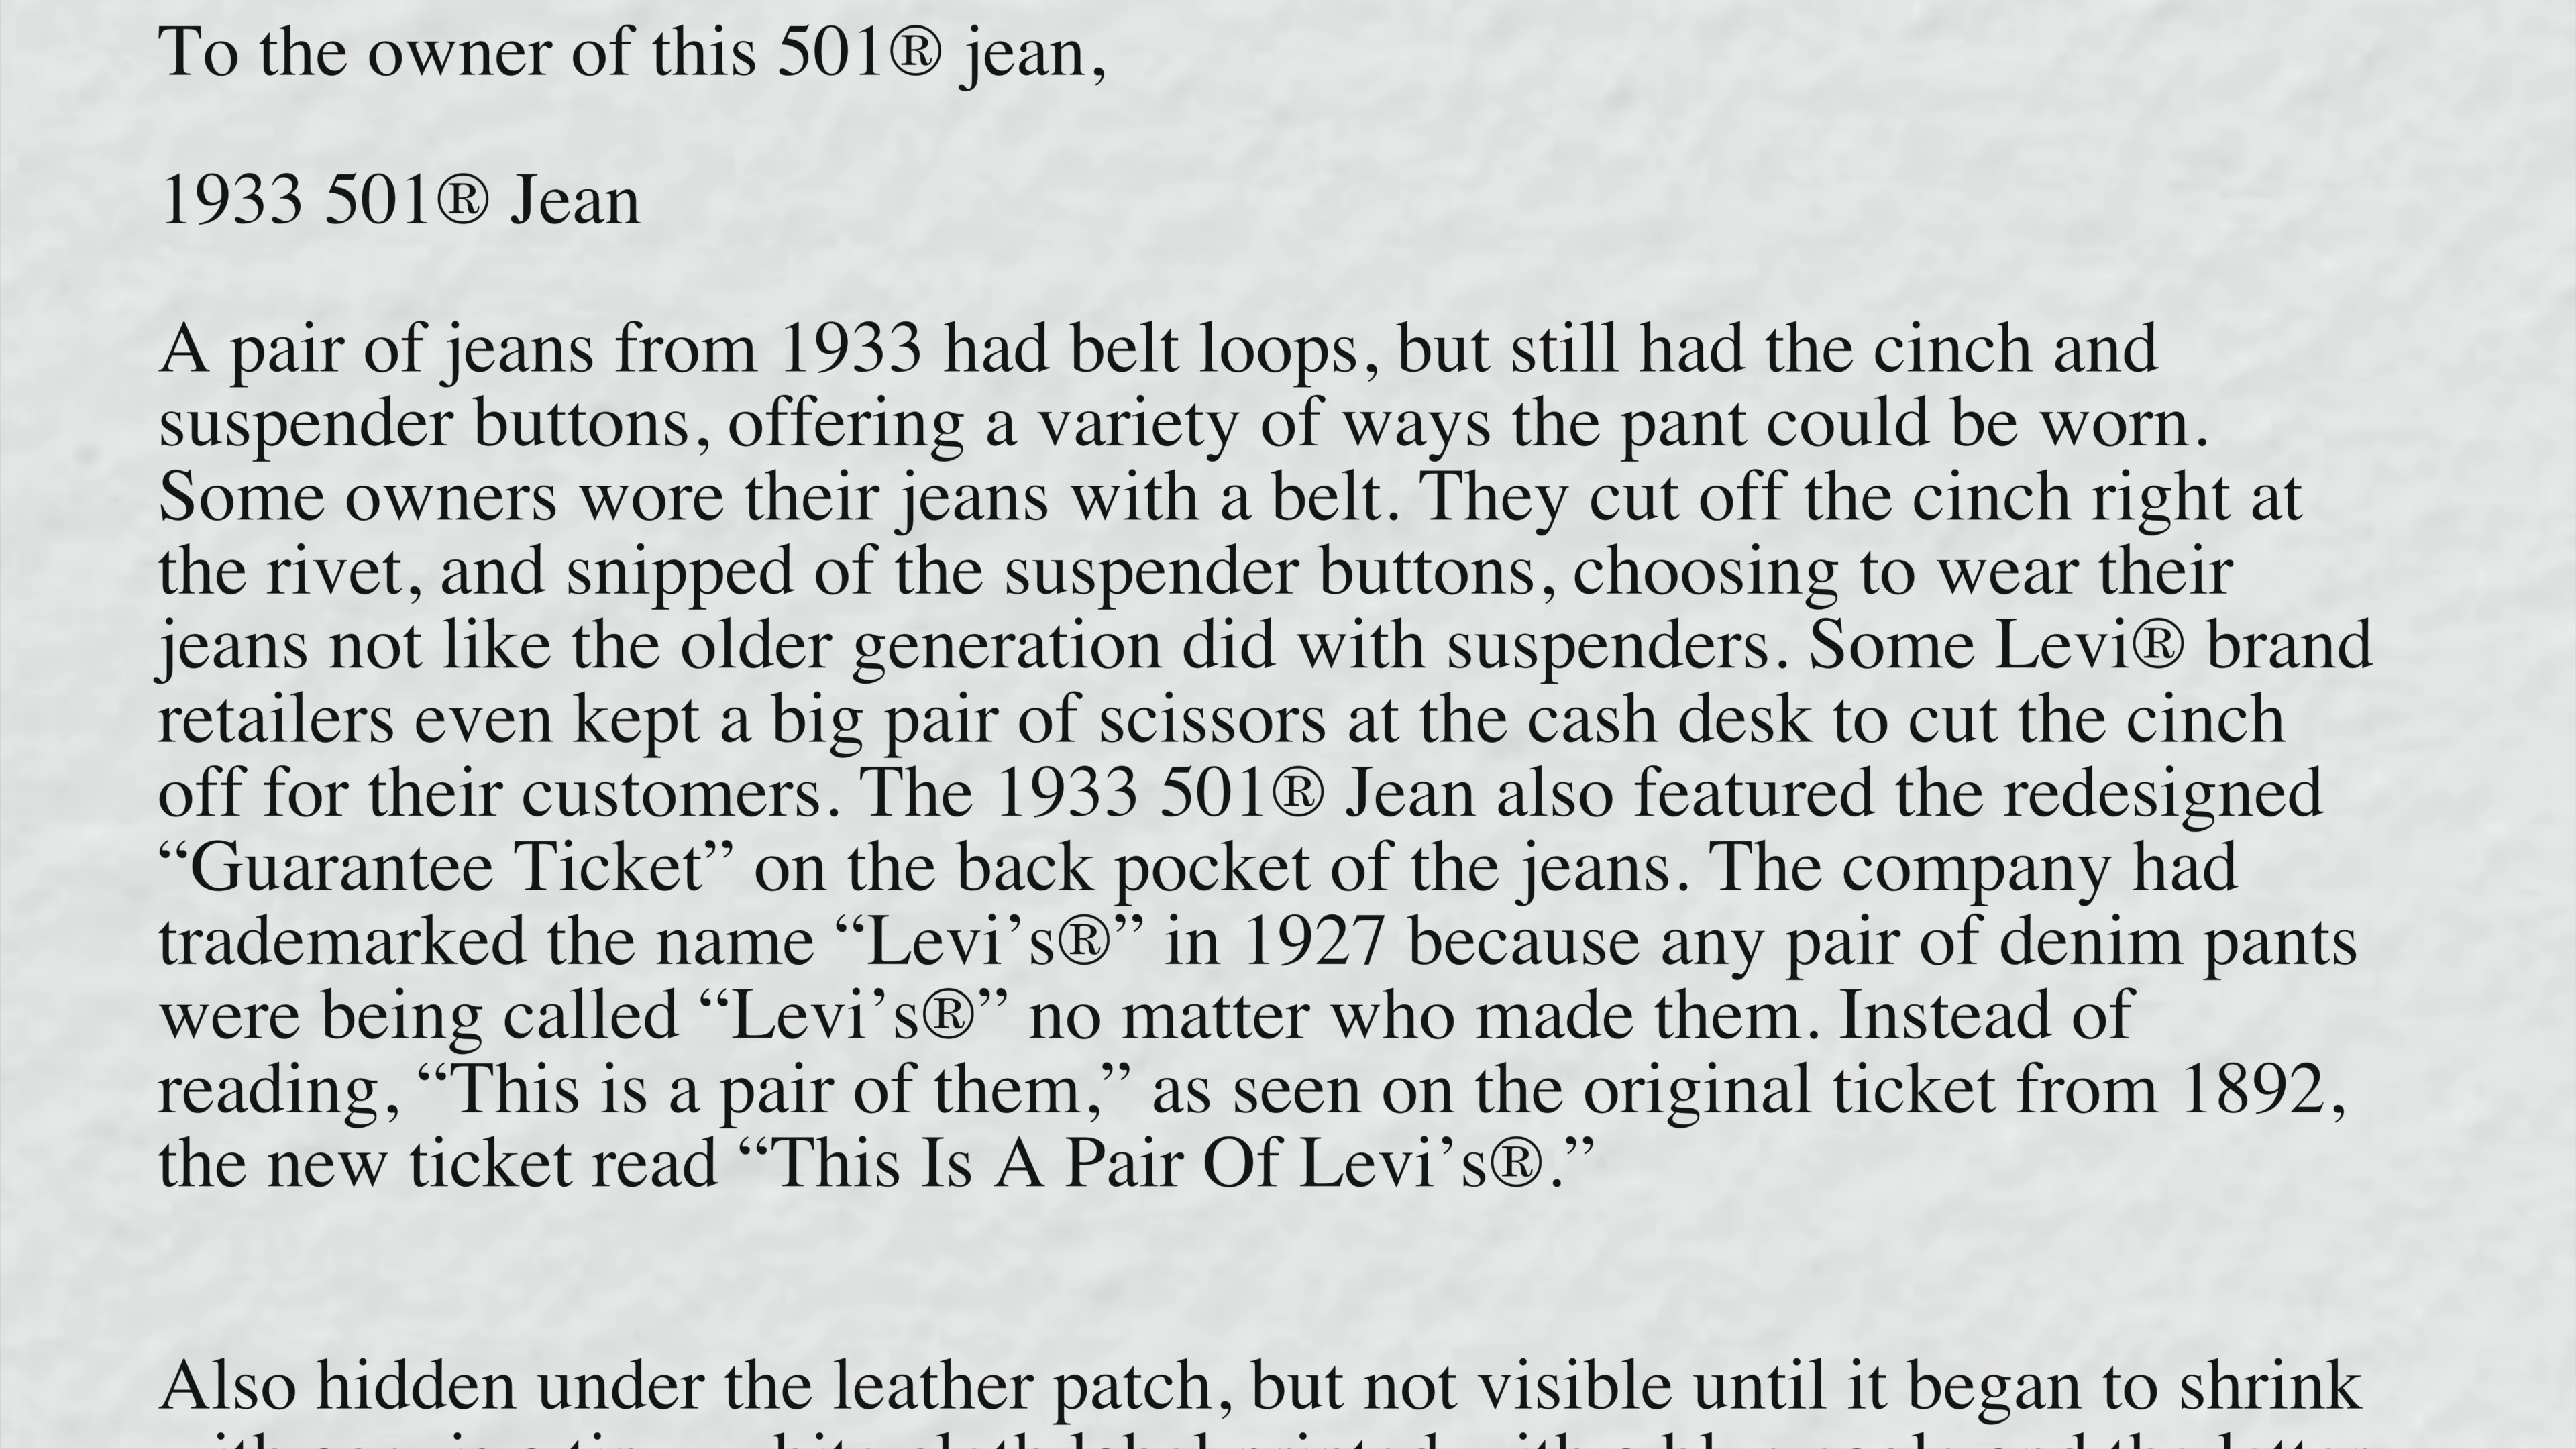 To the owner of this 501® jean,
1933 501® Jean
A pair of jeans from 1933 had belt loops, but still had the cinch and
suspender buttons, offering a variety of ways the pant could be worn.
Some owners wore their jeans with a belt. They cut off the cinch right at
the rivet, and snipped of the suspender buttons, choosing to wear their
jeans not like the older generation did with suspenders. Some Levi® brand
retailers even kept a big pair of scissors at the cash desk to cut the cinch
off for their customers. The 1933 501® Jean also featured the redesigned
“Guarantee Ticket” on the back pocket of the jeans. The company had
trademarked the name “Levi’s®” in 1927 because any pair of denim pants
were being called “Levi’s®” no matter who made them. Instead of
reading, “This is a pair of them,” as seen on the original ticket from 1892,
the new ticket read “This Is A Pair Of Levi’s®.”
Also hidden under the leather patch, but not visible until it began to shrink